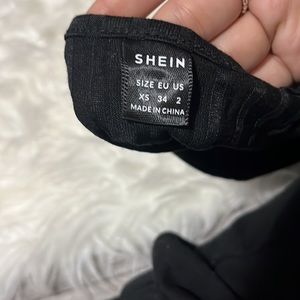 SHEIN
SIZE EU US
XS 34 2
MADE IN CHINA